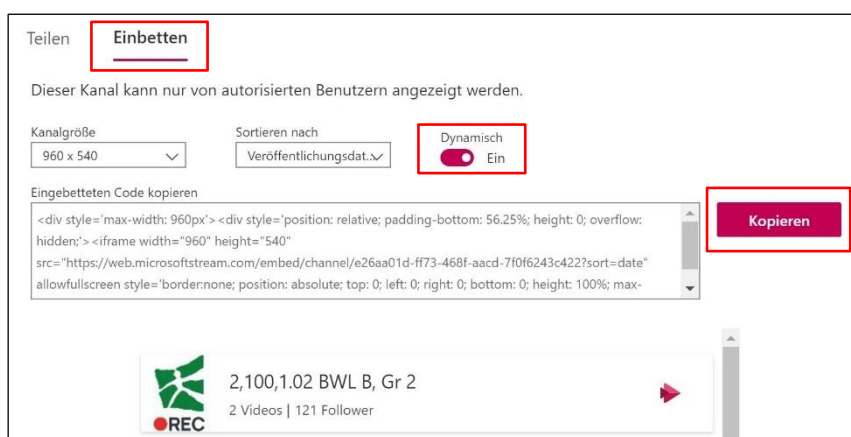 Teilen Einbetten
Dieser Kanal kann nur von autorisierten Benutzern angezeigt werden.
Kanalgröße Sortieren nach Dynamisch
960 x 540 Veröffentlichungsdat... Ein
Eingebetteten Code kopieren
<div style='max-width: 960px'><div style='position: relative; padding-bottom: 56.25%; height: 0; overflow:
hidden;'><iframe width="960" height="540"
src="https://web.microsoftstream.com/embed/channel/e26aa01d-ff73-468f-aacd-7f0f6243c422?sort=date"
allowfullscreen style='border:none; position: absolute; top: 0; left: 0; right: 0; bottom: 0; height: 100%; max-
Kopieren
2,100,1.02 BWL B, Gr 2
2 Videos | 121 Follower
REC